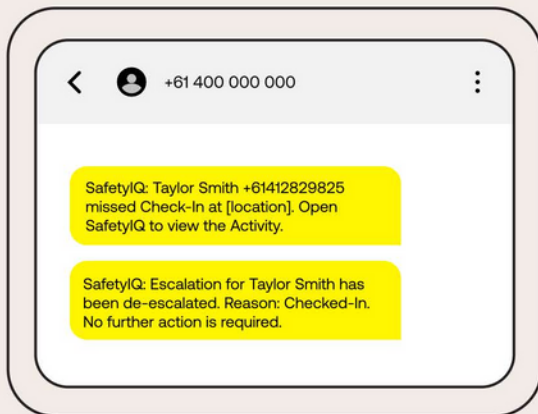 +61 400 000 000
SafetyIQ: Taylor Smith +61412829825
missed Check-In at [location]. Open
SafetyIQ to view the Activity.
SafetyIQ: Escalation for Taylor Smith has
been de-escalated. Reason: Checked-In.
No further action is required.